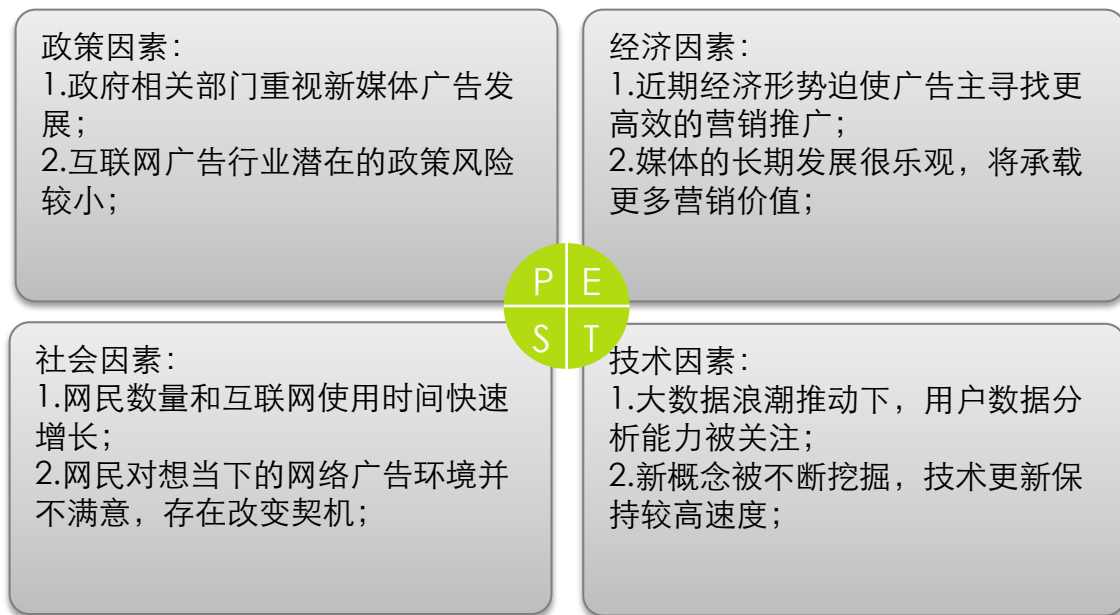 政策因素：
1.政府相关部门重视新媒体广告发
展；
2.互联网广告行业潜在的政策风险
较小；
经济因素：
1.近期经济形势迫使广告主寻找更
高效的营销推广；
2.媒体的长期发展很乐观，将承载
更多营销价值；
P E
S T
社会因素：
1.网民数量和互联网使用时间快速
增长；
2.网民对想当下的网络广告环境并
不满意，存在改变契机；
技术因素：
1.大数据浪潮推动下，用户数据分
析能力被关注；
2.新概念被不断挖掘，技术更新保
持较高速度；